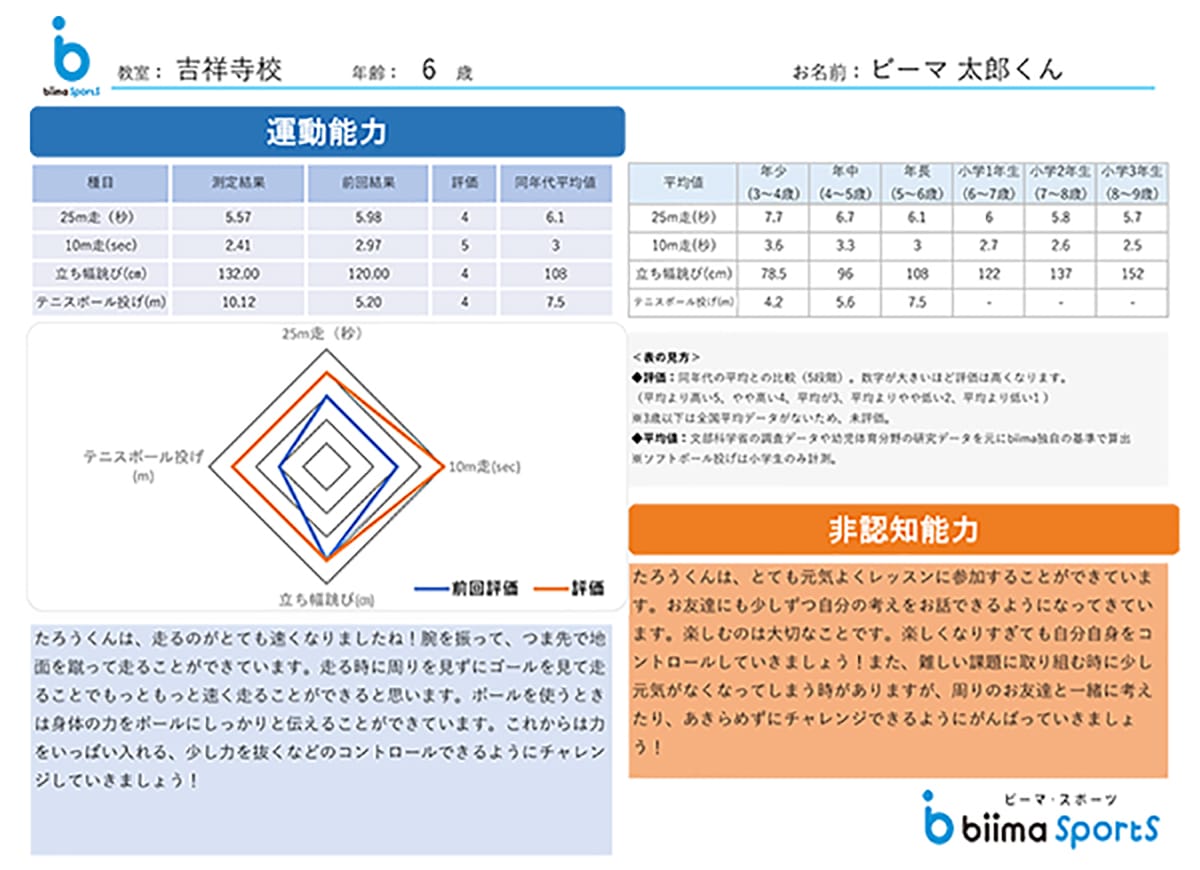 biima Sports
教室： 吉祥寺校 年齢： 6 歳 お名前：ビーマ 太郎くん
運動能力
種目 測定結果 前回結果 評価 同年代平均値
25m走（秒） 5.57 5.98 4 6.1
10m走(sec) 2.41 2.97 5 3
立ち幅跳び(㎝) 132.00 120.00 4 108
テニスボール投げ(m) 10.12 5.20 4 7.5
平均値 年少 年中 年長 小学1年生 小学2年生 小学3年生
(3～4歳) (4～5歳) (5～6歳) (6～7歳) (7～8歳) (8～9歳)
25m走(秒) 7.7 6.7 6.1 6 5.8 5.7
10m走(秒) 3.6 3.3 3 2.7 2.6 2.5
立ち幅跳び(cm) 78.5 96 108 122 137 152
テニスボール投げ(m) 4.2 5.6 7.5 - - -
25m走（秒）
テニスボール投げ
(m)
10m走(sec)
立ち幅跳び(㎝)
前回評価 評価
＜表の見方＞
◆評価：同年代の平均との比較（5段階）。数字が大きいほど評価は高くなります。
（平均より高い5、やや高い4、平均が3、平均よりやや低い2、平均より低い1 ）
※3歳以下は全国平均データがないため、未評価。
◆平均値：文部科学省の調査データや幼児体育分野の研究データを元にbiima独自の基準で算出
※ソフトボール投げは小学生のみ計測。
たろうくんは、走るのがとても速くなりましたね！腕を振って、つま先で地
面を蹴って走ることができています。走る時に周りを見ずにゴールを見て走
ることでもっともっと速く走ることができると思います。ボールを使うとき
は身体の力をボールにしっかりと伝えることができています。これからは力
をいっぱい入れる、少し力を抜くなどのコントロールできるようにチャレン
ジしていきましょう！
非認知能力
たろうくんは、とても元気よくレッスンに参加することができていま
す。お友達にも少しずつ自分の考えをお話できるようになってきてい
ます。楽しむのは大切なことです。楽しくなりすぎても自分自身をコ
ントロールしていきましょう！また、難しい課題に取り組む時に少し
元気がなくなってしまう時がありますが、周りのお友達と一緒に考え
たり、あきらめずにチャレンジできるようにがんばっていきましょ
う！
ビーマ・スポーツ
biima Sports